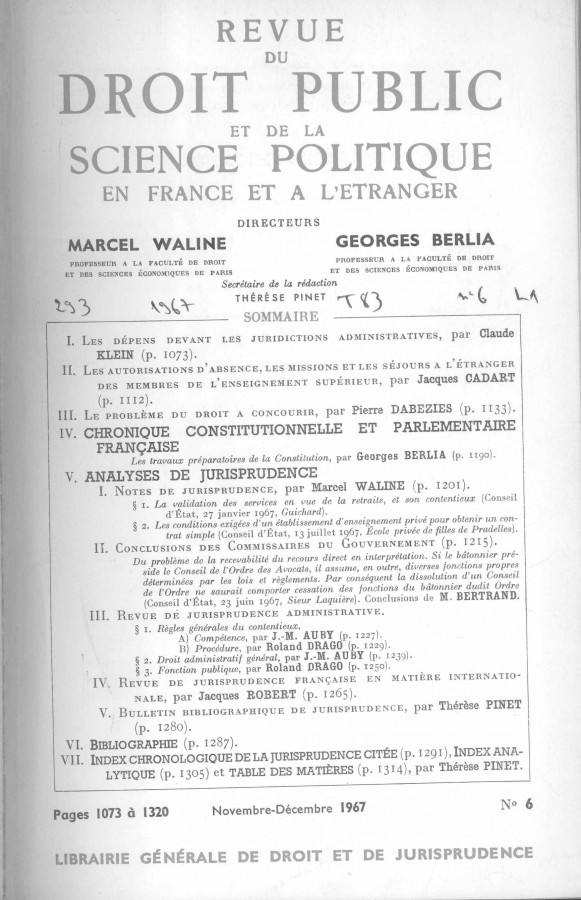 REVUE
DU
DROIT PUBLIC
ET DE LA
SCIENCE POLITIQUE
EN FRANCE ET A L'ETRANGER
DIRECTEURS
MARCEL WALINE
PROFESSEUR A LA FACULTÉ DE DROIT
ET DES SCIENCES ÉCONOMIQUES DE PARIS
GEORGES BERLIA
PROFESSEUR A LA FACULTÉ DE DROIT
ET DES SCIENCES ÉCONOMIQUES DE PARIS
Secrétaire de la rédaction
THÉRÈSE PINET
293 1967 T 83 n° 6 LA
SOMMAIRE
I. LES DÉPENS DEVANT LES JURIDICTIONS ADMINISTRATIVES, par Claude
KLEIN (p. 1073).
II. LES AUTORISATIONS D'ABSENCE, LES MISSIONS ET LES SÉJOURS A L'ÉTRANGER
DES MEMBRES DE L'ENSEIGNEMENT SUPÉRIEUR, par Jacques CADART
(p. 1112).
III. LE PROBLÈME DU DROIT A CONCOURIR, par Pierre DABEZIES (p. 1133).
IV. CHRONIQUE CONSTITUTIONNELLE ET PARLEMENTAIRE
FRANÇAISE
Les travaux préparatoires de la Constitution, par Georges BERLIA (p. 1190).
V. ANALYSES DE JURISPRUDENCE
I. NOTES DE JURISPRUDENCE, par Marcel WALINE (p. 1201).
§ 1. La validation des services en vue de la retraite, et son contentieux (Conseil
d'État, 27 janvier 1967, Guichard).
§ 2. Les conditions exigées d'un établissement d'enseignement privé pour obtenir un con-
trat simple (Conseil d'État, 13 juillet 1967, École privée de filles de Pradelles).
II. CONCLUSIONS DES COMMISSAIRES DU GOUVERNEMENT (p. 1215).
Du problème de la recevabilité du recours direct en interprétation. Si le bâtonnier pré-
side le Conseil de l'Ordre des Avocats, il assume, en outre, diverses fonctions propres
déterminées par les lois et règlements. Par conséquent la dissolution d'un Conseil
de l'Ordre ne saurait comporter cessation des fonctions du bâtonnier dudit Ordre
(Conseil d'État, 23 juin 1967, Sieur Laquière). Conclusions de M. BERTRAND.
III. REVUE DE JURISPRUDENCE ADMINISTRATIVE.
§ 1. Règles générales du contentieux.
A) Compétence, par J.-M. AUBY (p. 1227).
B) Procédure, par Roland DRAGO (p. 1229).
§ 2. Droit administratif général, par J.-M. AUBY (p. 1239).
§ 3. Fonction publique, par Roland DRAGO (p. 1250).
IV. REVUE DE JURISPRUDENCE FRANÇAISE EN MATIÈRE INTERNATIO-
NALE, par Jacques ROBERT (p. 1265).
V. BULLETIN BIBLIOGRAPHIQUE DE JURISPRUDENCE, par Thérèse PINET
(p. 1280).
VI. BIBLIOGRAPHIE (p. 1287).
VII. INDEX CHRONOLOGIQUE DE LA JURISPRUDENCE CITÉE (p. 1291), INDEX ANA-
LYTIQUE (p. 1305) et TABLE DES MATIÈRES (p. 1314), par Thérèse PINET.
Pages 1073 à 1320 Novembre-Décembre 1967 N° 6
LIBRAIRIE GÉNÉRALE DE DROIT ET DE JURISPRUDENCE